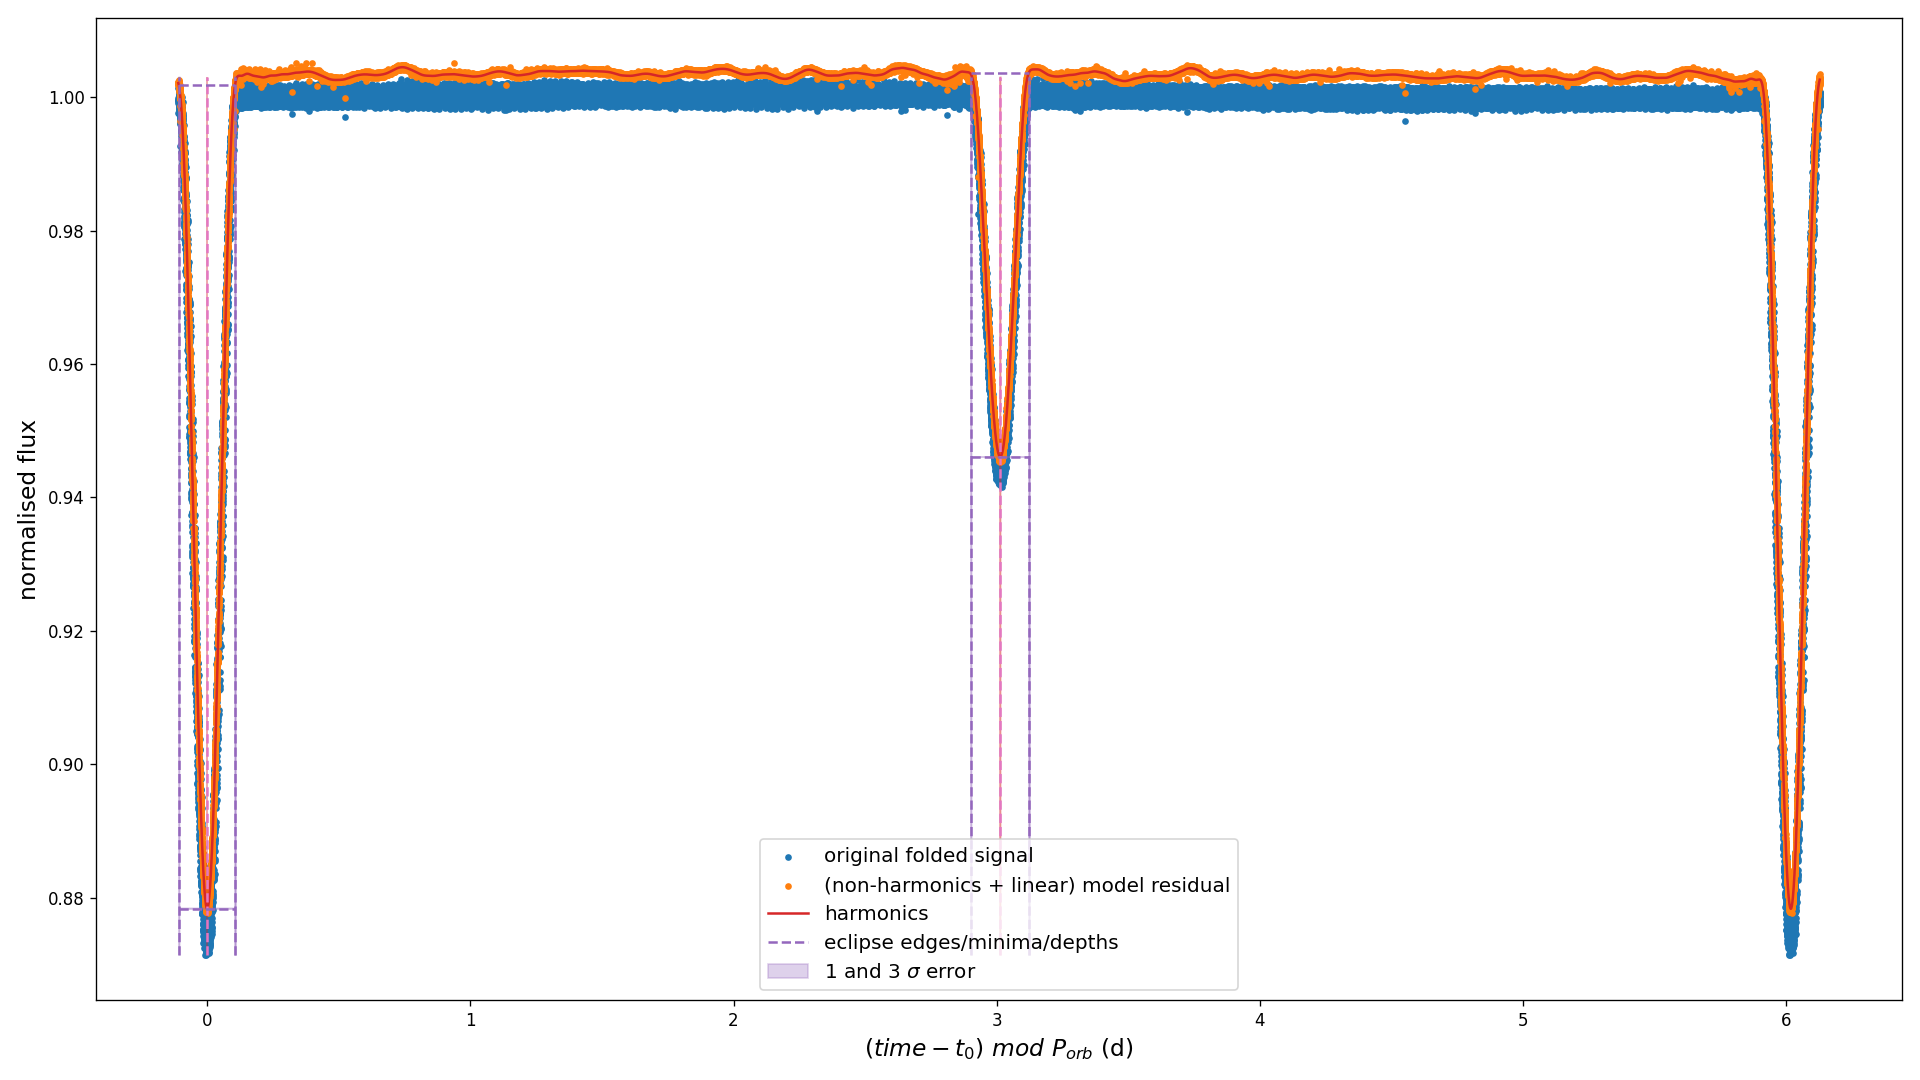 normalised flux
1.00
0.98
0.96
0.94
0.92
0.90
0.88
original folded signal
(non-harmonics + linear) model residual
harmonics
eclipse edges/minima/depths
1 and 3 σ error
0 1 2 3 4 5 6
(time − t₀) mod Pₒᵣᵦ (d)